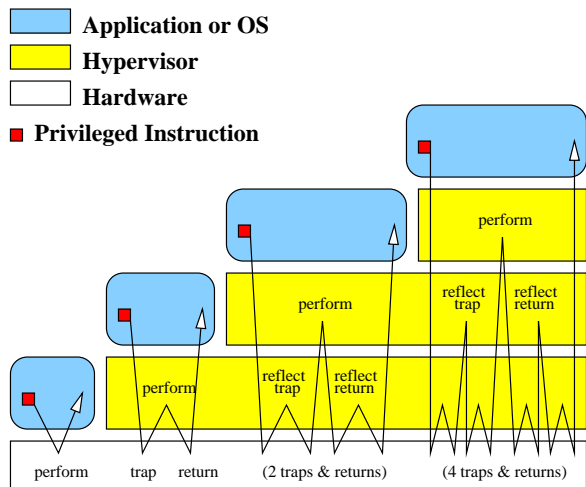 Application or OS
Hypervisor
Hardware
Privileged Instruction
perform
perform
reflect
trap
reflect
return
perform
reflect
trap
reflect
return
perform
trap
return
(2 traps & returns)
(4 traps & returns)